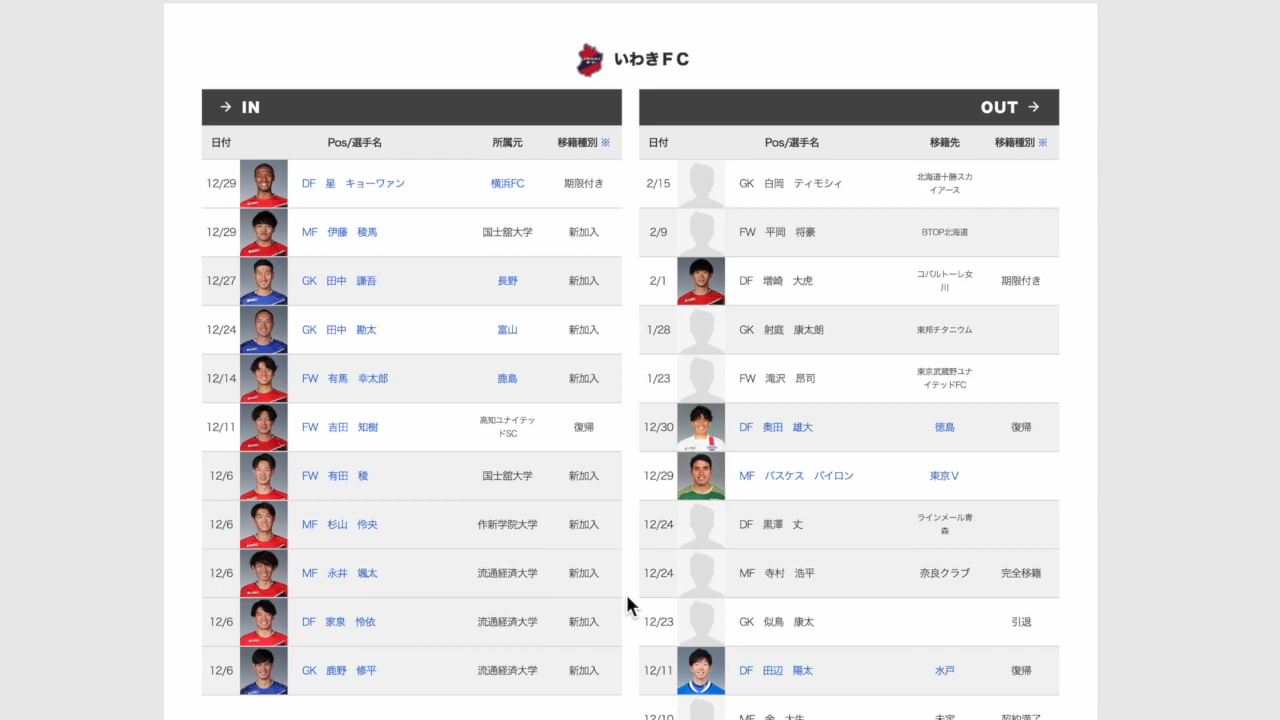 いわきFC
→ IN
日付 Pos/選手名 所属元 移籍種別 ※
12/29 DF 星 キョーワァン 横浜FC 期限付き
12/29 MF 伊藤 稜馬 国士舘大学 新加入
12/27 GK 田中 謙吾 長野 新加入
12/24 GK 田中 勘太 富山 新加入
12/14 FW 有馬 幸太郎 鹿島 新加入
12/11 FW 吉田 知樹 高知ユナイテッ
ドSC 復帰
12/6 FW 有田 稜 国士舘大学 新加入
12/6 MF 杉山 伶央 作新学院大学 新加入
12/6 MF 永井 颯太 流通経済大学 新加入
12/6 DF 家泉 怜依 流通経済大学 新加入
12/6 GK 鹿野 修平 流通経済大学 新加入
OUT →
日付 Pos/選手名 移籍先 移籍種別 ※
2/15 GK 白岡 ティモシィ 北海道十勝スカ
イアース
2/9 FW 平岡 将豪 BTOP北海道
2/1 DF 増崎 大虎 コバルトーレ女
川 期限付き
1/28 GK 射庭 康太朗 東邦チタニウム
1/23 FW 滝沢 昂司 東京武蔵野ユナ
イテッドFC
12/30 DF 奥田 雄大 徳島 復帰
12/29 MF バスケス バイロン 東京V
12/24 DF 黒澤 丈 ラインメール青
森
12/24 MF 寺村 浩平 奈良クラブ 完全移籍
12/23 GK 似鳥 康太 引退
12/11 DF 田辺 陽太 水戸 復帰
12/10 MF 金 大生 未定 契約満了